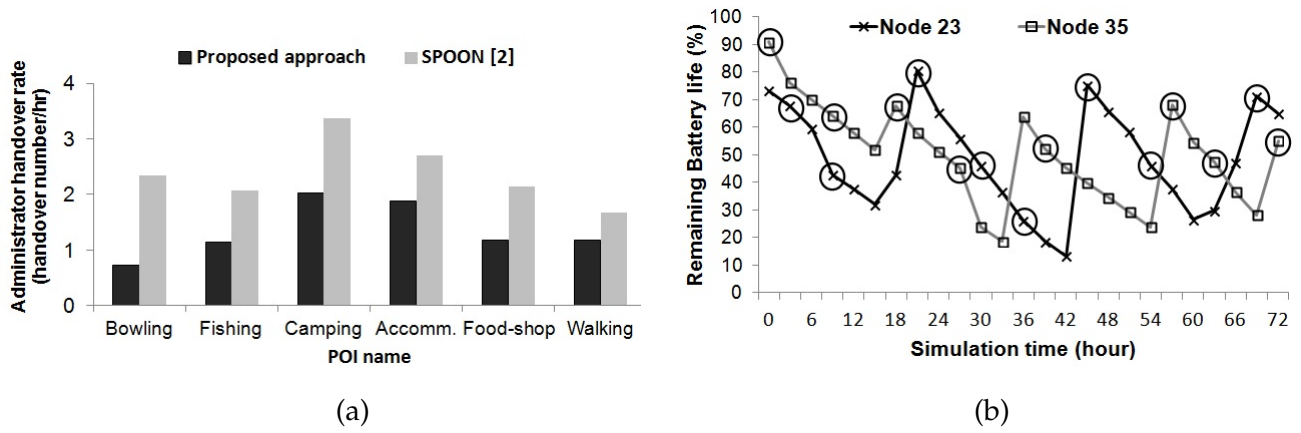 Proposed approach SPOON [2]
Administrator handover rate
(handover number/hr)
4
3
2
1
0
Bowling Fishing Camping Accomm. Food-shop Walking
POI name
(a)
Node 23 Node 35
Remaining Battery life (%)
100
90
80
70
60
50
40
30
20
10
0
0 6 12 18 24 30 36 42 48 54 60 66 72
Simulation time (hour)
(b)